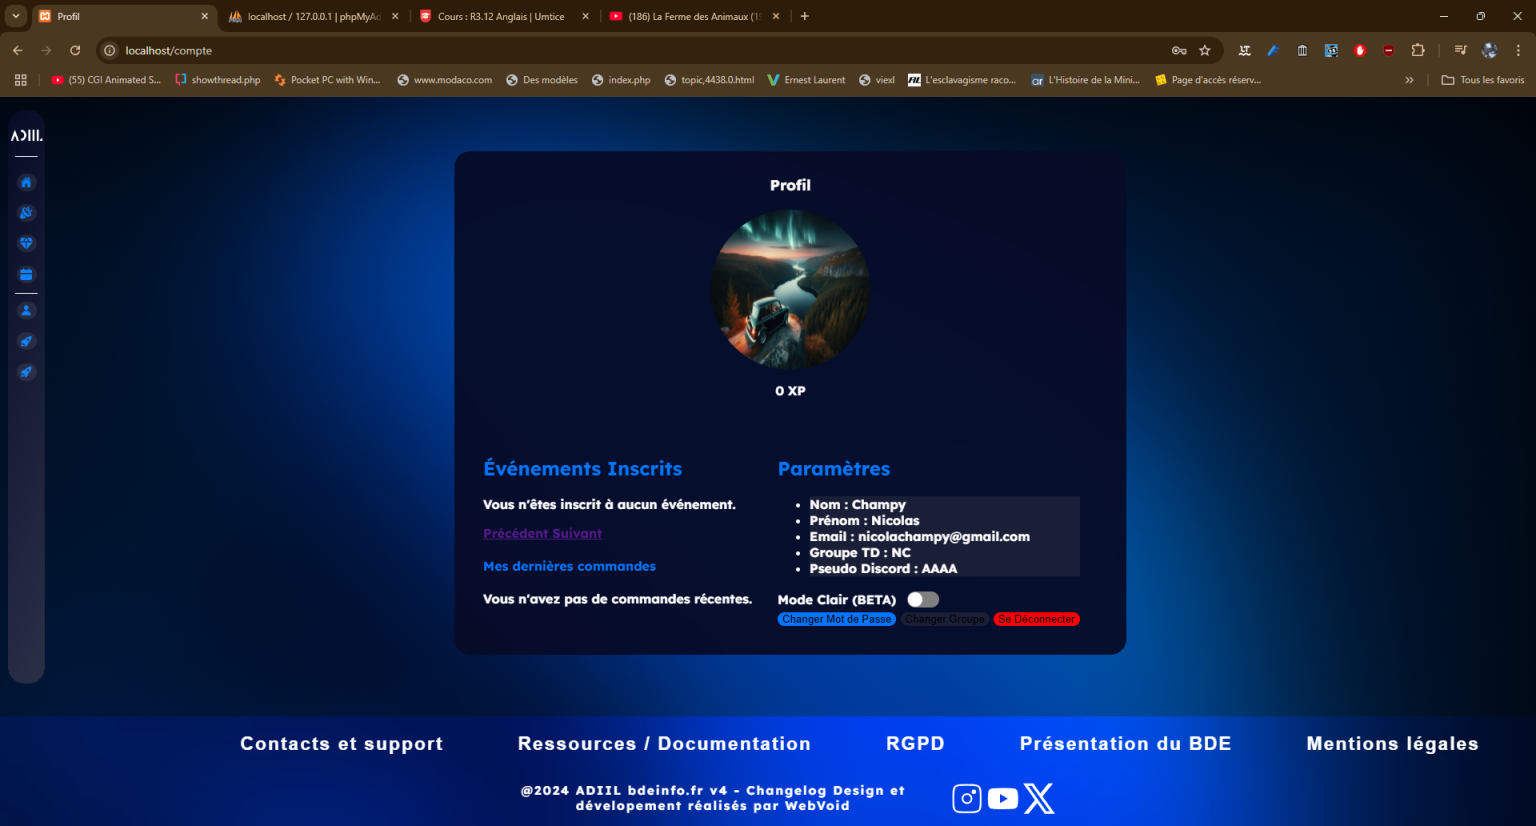 Profil
localhost / 127.0.0.1 | phpMyAd
Cours : R3.12 Anglais | Umtice
(186) La Ferme des Animaux (19
localhost/compte
(55) CGI Animated S...
showthread.php
Pocket PC with Win...
www.modaco.com
Des modèles
index.php
topic,4438.0.html
Ernest Laurent
viexl
L'esclavagisme raco...
L'Histoire de la Mini...
Page d'accès réserv...
Tous les favoris
ADIIL.
Profil
0 XP
Événements Inscrits
Vous n'êtes inscrit à aucun événement.
Précédent Suivant
Mes dernières commandes
Vous n'avez pas de commandes récentes.
Paramètres
Nom : Champy
Prénom : Nicolas
Email : nicolachampy@gmail.com
Groupe TD : NC
Pseudo Discord : AAAA
Mode Clair (BETA)
Changer Mot de Passe Changer Groupe Se Déconnecter
Contacts et support
Ressources / Documentation
RGPD
Présentation du BDE
Mentions légales
@2024 ADIIL bdeinfo.fr v4 - Changelog Design et
dévelopement réalisés par WebVoid